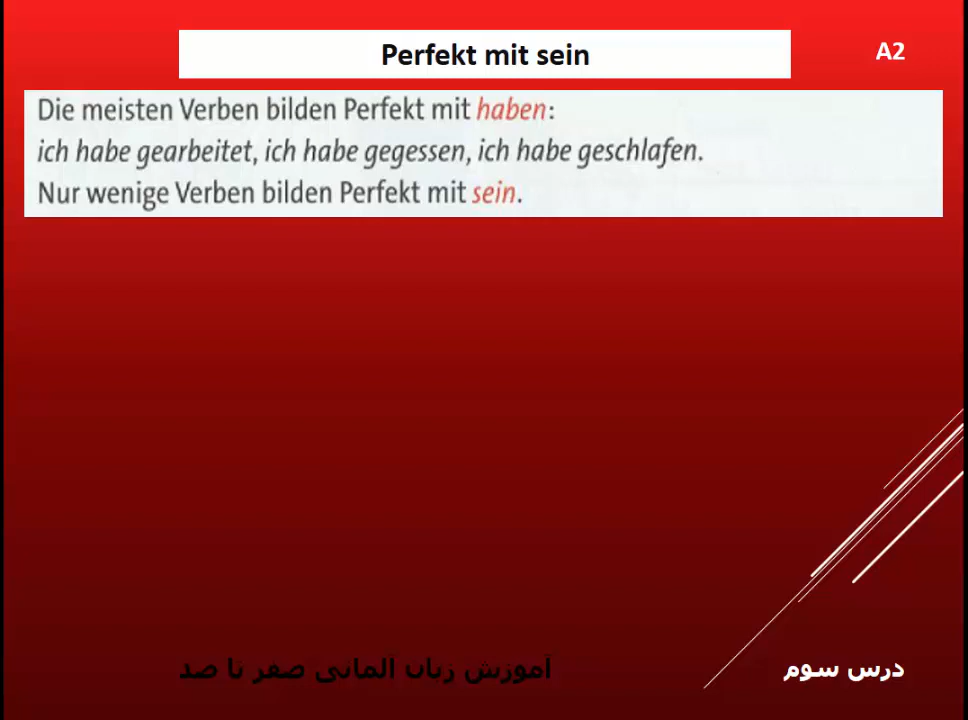 Perfekt mit sein
A2
Die meisten Verben bilden Perfekt mit haben:
ich habe gearbeitet, ich habe gegessen, ich habe geschlafen.
Nur wenige Verben bilden Perfekt mit sein.
آموزش زبان آلمانی صفر تا صد
درس سوم